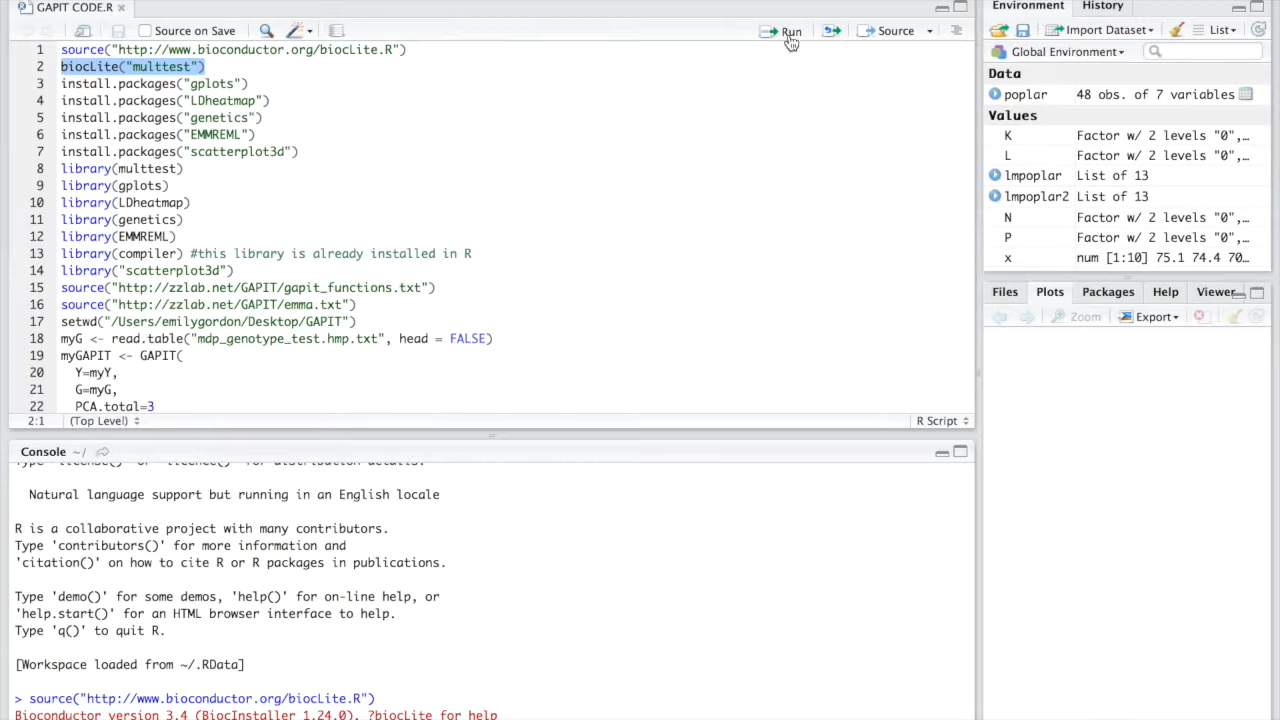 GAPIT CODE.R
Source on Save
Run
Source
1 source("http://www.bioconductor.org/biocLite.R")
2 biocLite("multtest")
3 install.packages("gplots")
4 install.packages("LDheatmap")
5 install.packages("genetics")
6 install.packages("EMMREML")
7 install.packages("scatterplot3d")
8 library(multtest)
9 library(gplots)
10 library(LDheatmap)
11 library(genetics)
12 library(EMMREML)
13 library(compiler) #this library is already installed in R
14 library("scatterplot3d")
15 source("http://zzlab.net/GAPIT/gapit_functions.txt")
16 source("http://zzlab.net/GAPIT/emma.txt")
17 setwd("/Users/emilygordon/Desktop/GAPIT")
18 myG <- read.table("mdp_genotype_test.hmp.txt", head = FALSE)
19 myGAPIT <- GAPIT(
20 Y=myY,
21 G=myG,
22 PCA.total=3
2:1 (Top Level) R Script
Console ~/
Type 'license()' or 'licence()' for distribution details.
Natural language support but running in an English locale
R is a collaborative project with many contributors.
Type 'contributors()' for more information and
'citation()' on how to cite R or R packages in publications.
Type 'demo()' for some demos, 'help()' for on-line help, or
'help.start()' for an HTML browser interface to help.
Type 'q()' to quit R.
[Workspace loaded from ~/.RData]
> source("http://www.bioconductor.org/biocLite.R")
Bioconductor version 3.4 (BiocInstaller 1.24.0), ?biocLite for help
Environment History
Import Dataset List
Global Environment
Data
poplar 48 obs. of 7 variables
Values
K Factor w/ 2 levels "0",…
L Factor w/ 2 levels "0",…
lmpoplar List of 13
lmpoplar2 List of 13
N Factor w/ 2 levels "0",…
P Factor w/ 2 levels "0",…
x num [1:10] 75.1 74.4 70…
Files Plots Packages Help Viewer
Zoom Export